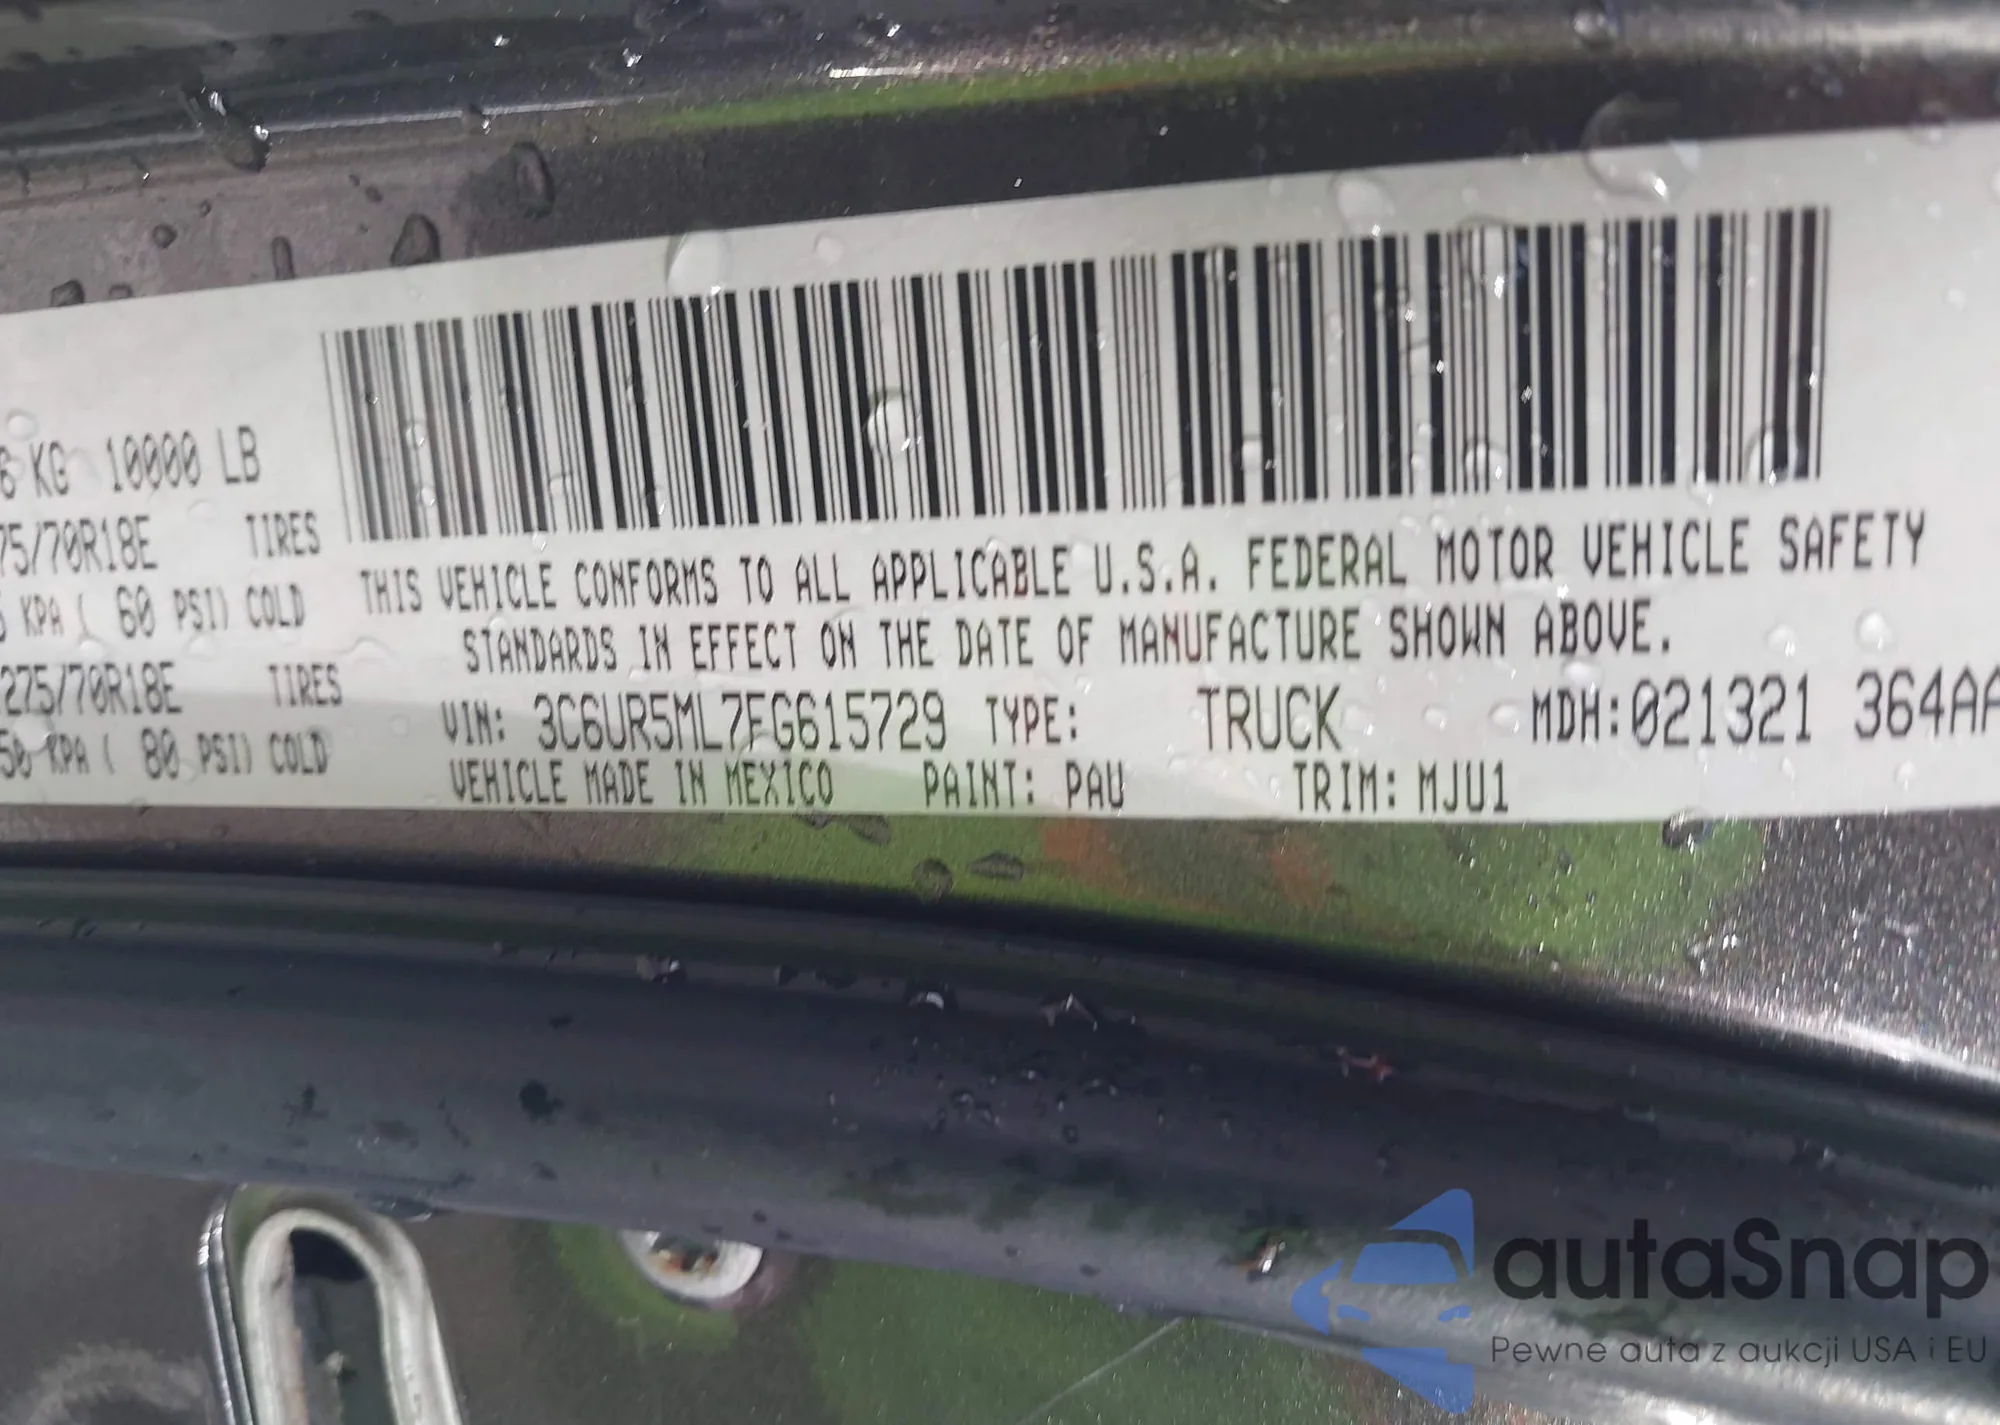 6 KG 10000 LB
75/70R18E TIRES
KPA ( 60 PSI) COLD
275/70R18E TIRES
50 KPA ( 80 PSI) COLD
THIS VEHICLE CONFORMS TO ALL APPLICABLE U.S.A. FEDERAL MOTOR VEHICLE SAFETY
STANDARDS IN EFFECT ON THE DATE OF MANUFACTURE SHOWN ABOVE.
VIN: 3C6UR5ML7FG615729 TYPE: TRUCK MDH:021321 364AA
VEHICLE MADE IN MEXICO PAINT: PAU TRIM: MJU1
autaSnap
Pewne auta z aukcji USA i EU